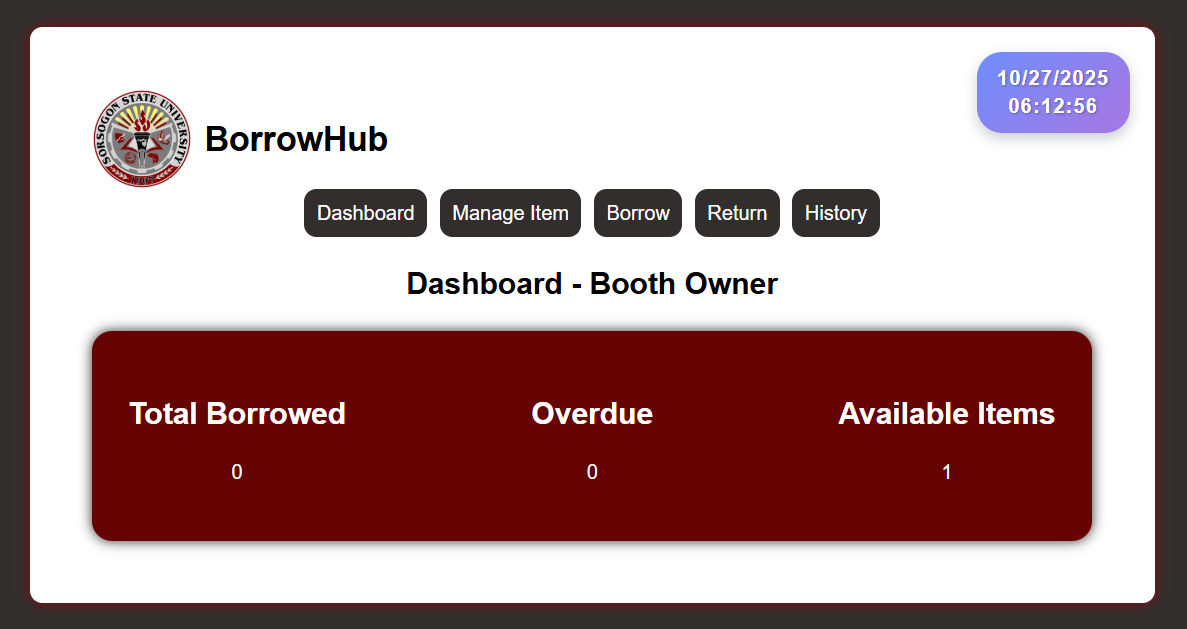 10/27/2025
06:12:56
SORSOGON STATE UNIVERSITY
BorrowHub
Dashboard Manage Item Borrow Return History
Dashboard - Booth Owner
Total Borrowed Overdue Available Items
0 0 1